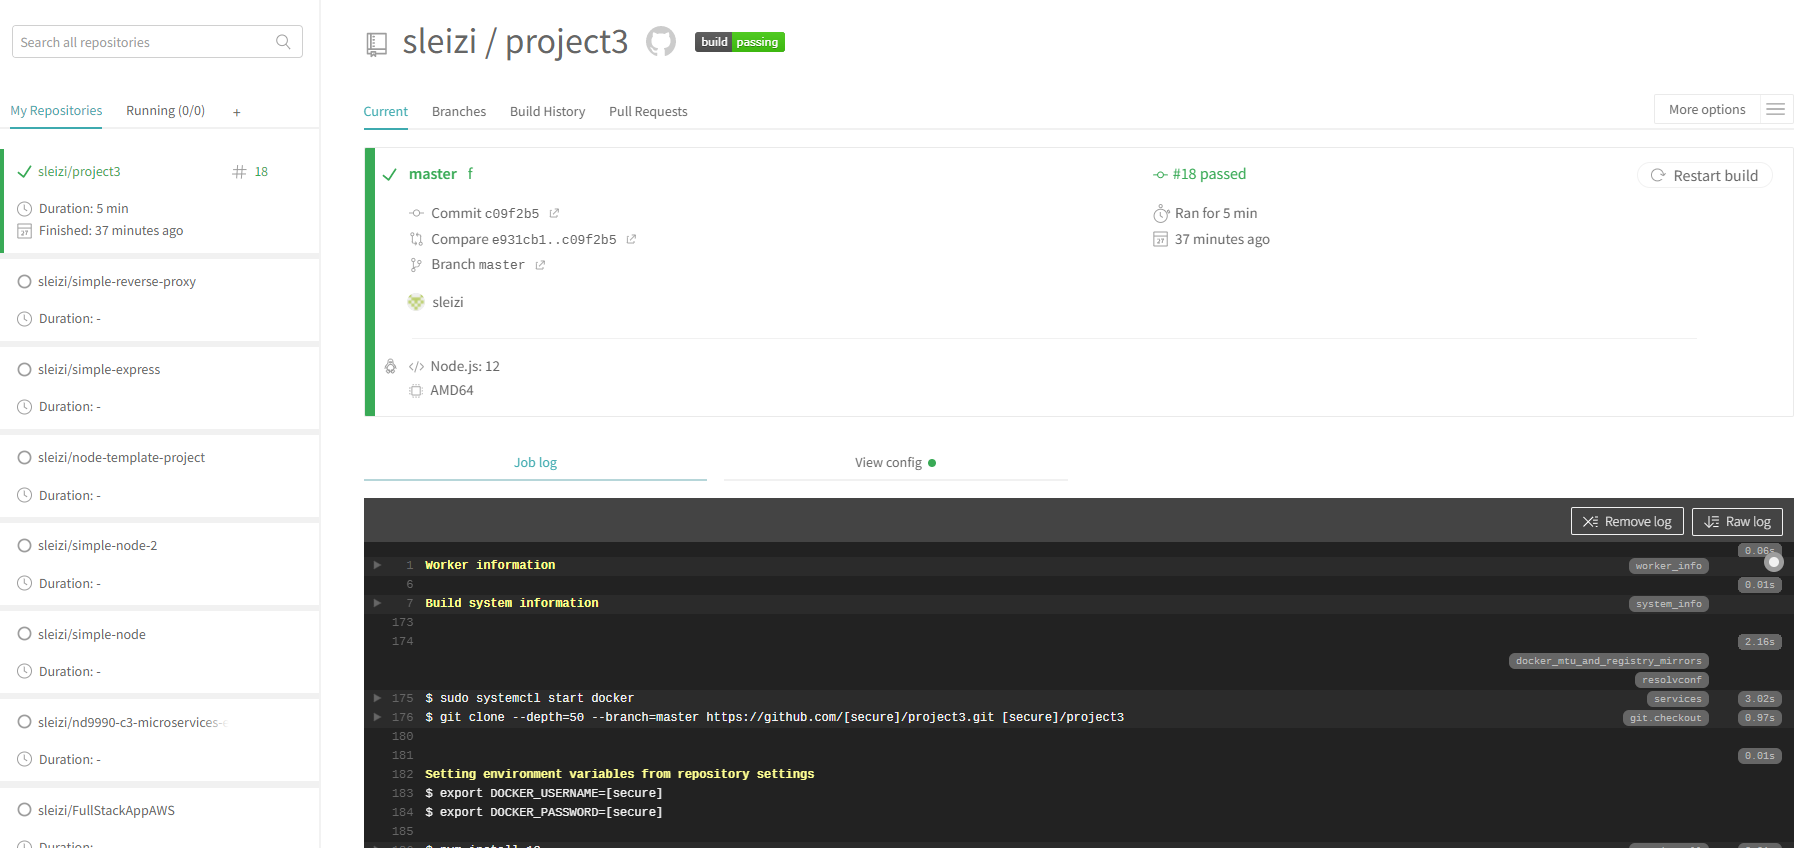 Search all repositories
My Repositories Running (0/0) +
sleizi/project3 # 18
Duration: 5 min
Finished: 37 minutes ago
sleizi/simple-reverse-proxy
Duration: -
sleizi/simple-express
Duration: -
sleizi/node-template-project
Duration: -
sleizi/simple-node-2
Duration: -
sleizi/simple-node
Duration: -
sleizi/nd9990-c3-microservices-
Duration: -
sleizi/FullStackAppAWS
Duration:
sleizi / project3 build passing
Current Branches Build History Pull Requests More options
master f #18 passed Restart build
Commit c09f2b5 Ran for 5 min
Compare e931cb1..c09f2b5 37 minutes ago
Branch master
sleizi
Node.js: 12
AMD64
Job log View config
Remove log Raw log
0.06s
1 Worker information worker_info
6 0.01s
7 Build system information system_info
173
174 2.16s
docker_mtu_and_registry_mirrors
resolvconf
175 $ sudo systemctl start docker services 3.02s
176 $ git clone --depth=50 --branch=master https://github.com/[secure]/project3.git [secure]/project3 git.checkout 0.97s
180
181 0.01s
182 Setting environment variables from repository settings
183 $ export DOCKER_USERNAME=[secure]
184 $ export DOCKER_PASSWORD=[secure]
185
$ nvm install 12